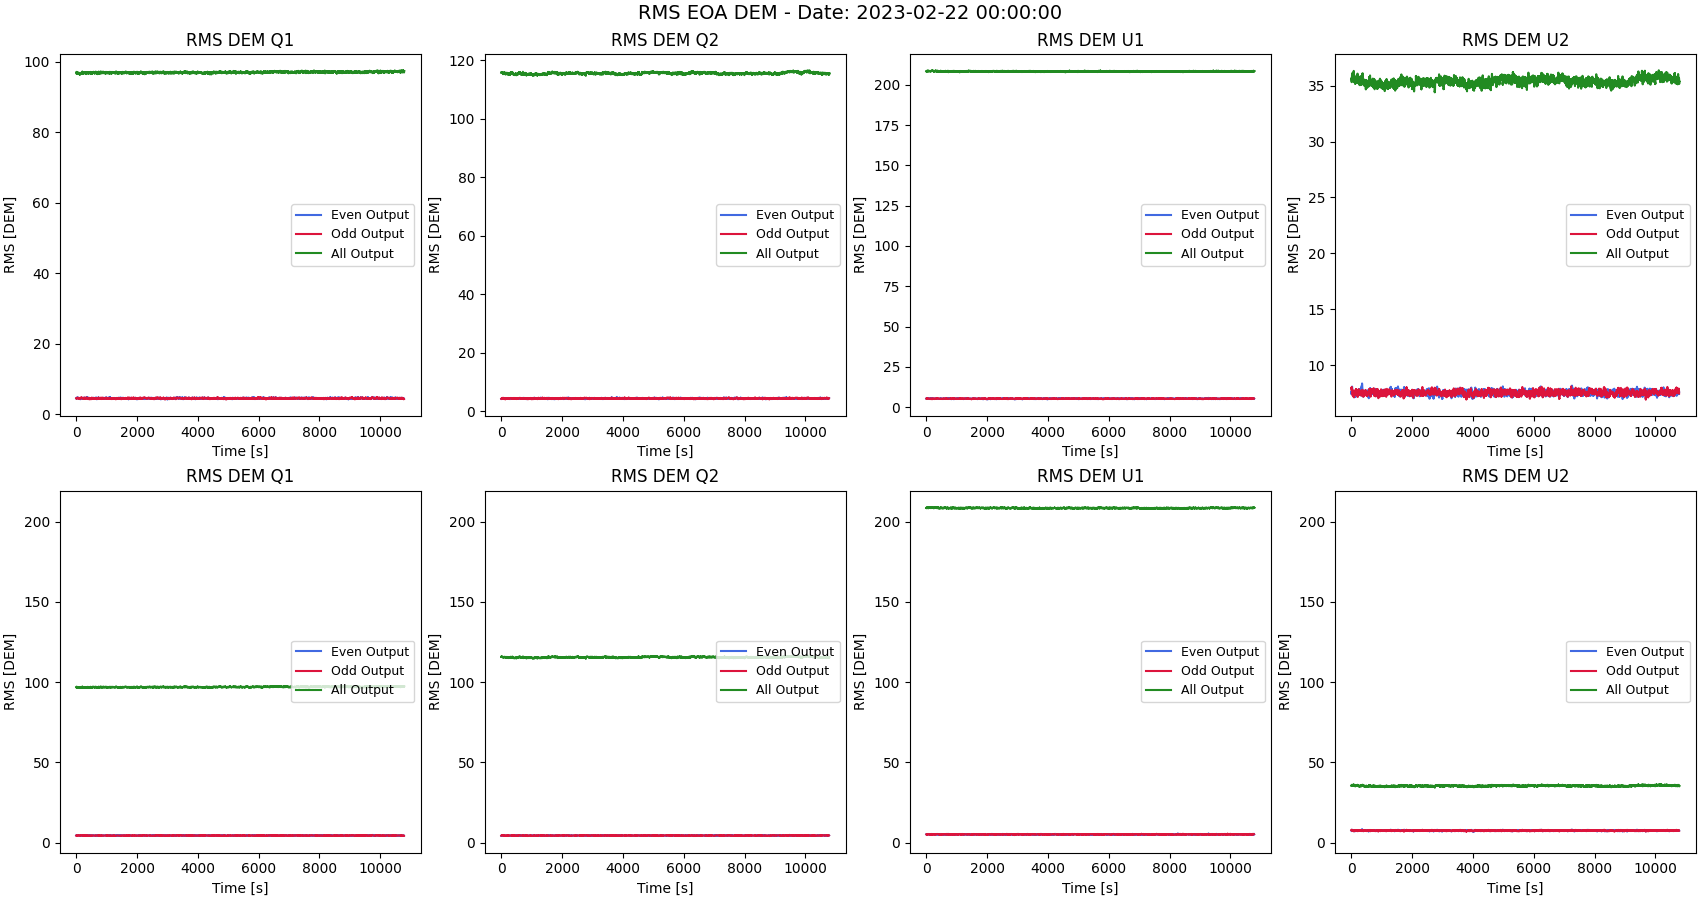 RMS EOA DEM - Date: 2023-02-22 00:00:00
RMS DEM Q1
RMS [DEM]
100
80
60
40
20
0
Even Output
Odd Output
All Output
0 2000 4000 6000 8000 10000
Time [s]
RMS DEM Q2
RMS [DEM]
120
100
80
60
40
20
0
Even Output
Odd Output
All Output
0 2000 4000 6000 8000 10000
Time [s]
RMS DEM U1
RMS [DEM]
200
175
150
125
100
75
50
25
0
Even Output
Odd Output
All Output
0 2000 4000 6000 8000 10000
Time [s]
RMS DEM U2
RMS [DEM]
35
30
25
20
15
10
Even Output
Odd Output
All Output
0 2000 4000 6000 8000 10000
Time [s]
RMS DEM Q1
RMS [DEM]
200
150
100
50
0
Even Output
Odd Output
All Output
0 2000 4000 6000 8000 10000
Time [s]
RMS DEM Q2
RMS [DEM]
200
150
100
50
0
Even Output
Odd Output
All Output
0 2000 4000 6000 8000 10000
Time [s]
RMS DEM U1
RMS [DEM]
200
150
100
50
0
Even Output
Odd Output
All Output
0 2000 4000 6000 8000 10000
Time [s]
RMS DEM U2
RMS [DEM]
200
150
100
50
0
Even Output
Odd Output
All Output
0 2000 4000 6000 8000 10000
Time [s]